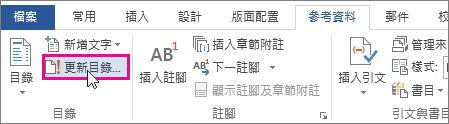 檔案 常用 插入 設計 版面配置 參考資料 郵件 校
目錄
新增文字
更新目錄...
目錄
AB1
插入註腳
插入章節附註
下一註腳
顯示註腳及章節附註
註腳
插入引文
管理來
樣式:
書目
引文與書目